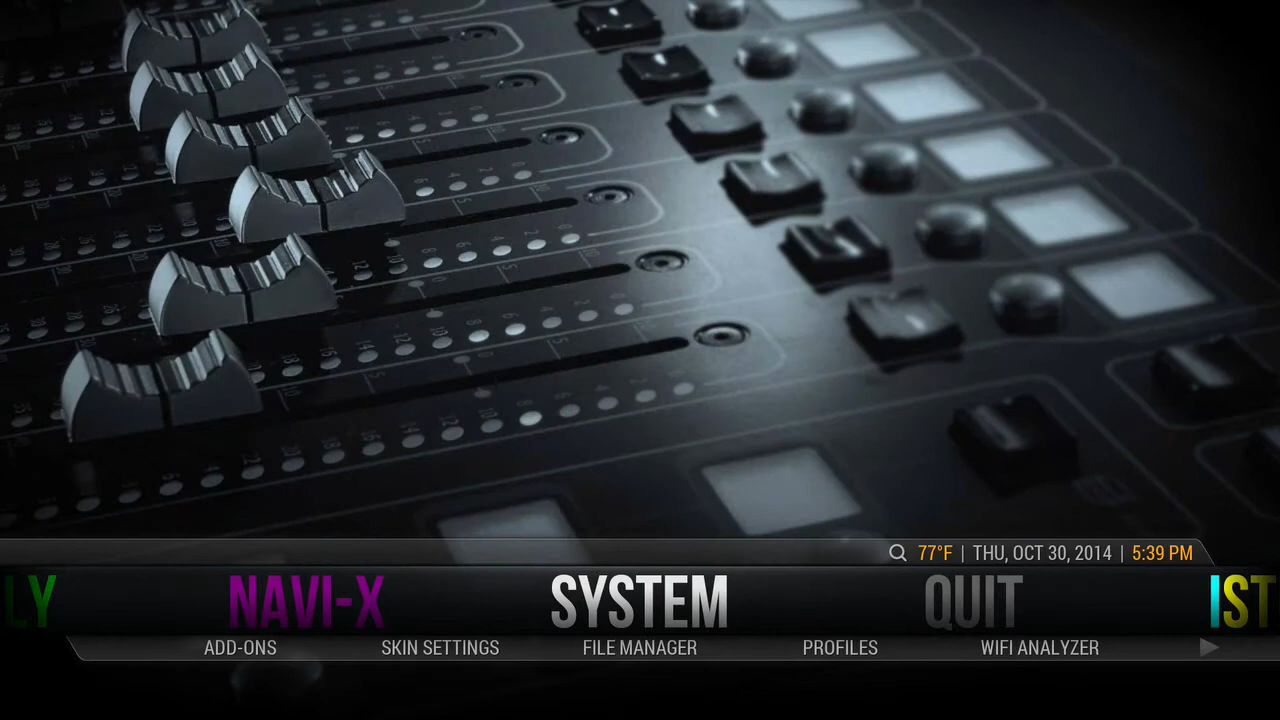 77°F | THU, OCT 30, 2014 | 5:39 PM
LY NAVI-X SYSTEM QUIT IST
ADD-ONS SKIN SETTINGS FILE MANAGER PROFILES WIFI ANALYZER